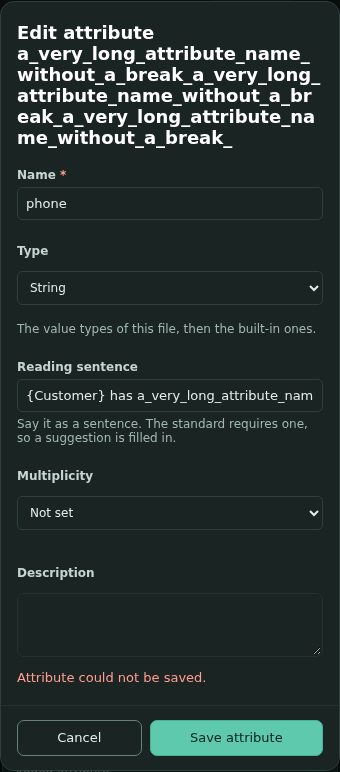 Edit attribute
a_very_long_attribute_name_
without_a_break_a_very_long_
attribute_name_without_a_br
eak_a_very_long_attribute_na
me_without_a_break_
Name *
phone
Type
String
The value types of this file, then the built-in ones.
Reading sentence
{Customer} has a_very_long_attribute_nam
Say it as a sentence. The standard requires one,
so a suggestion is filled in.
Multiplicity
Not set
Description
Attribute could not be saved.
Cancel
Save attribute